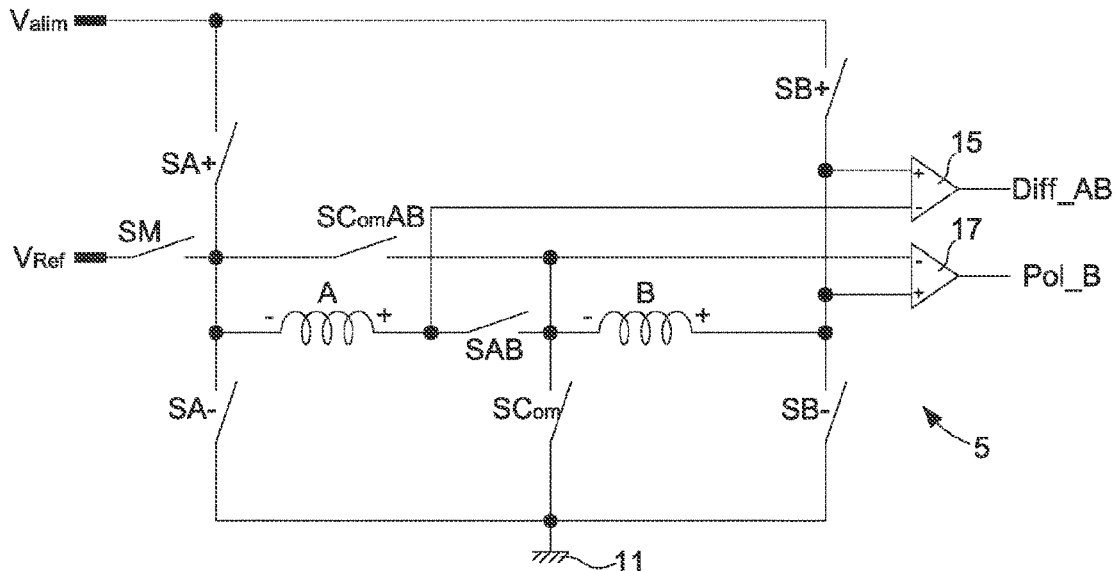 Valim
SB+
SA+
15
+
-
Diff_AB
SComAB
SM
17
VRef
-
+
Pol_B
A
B
- +
- +
SAB
SA-
SCom
SB-
5
11